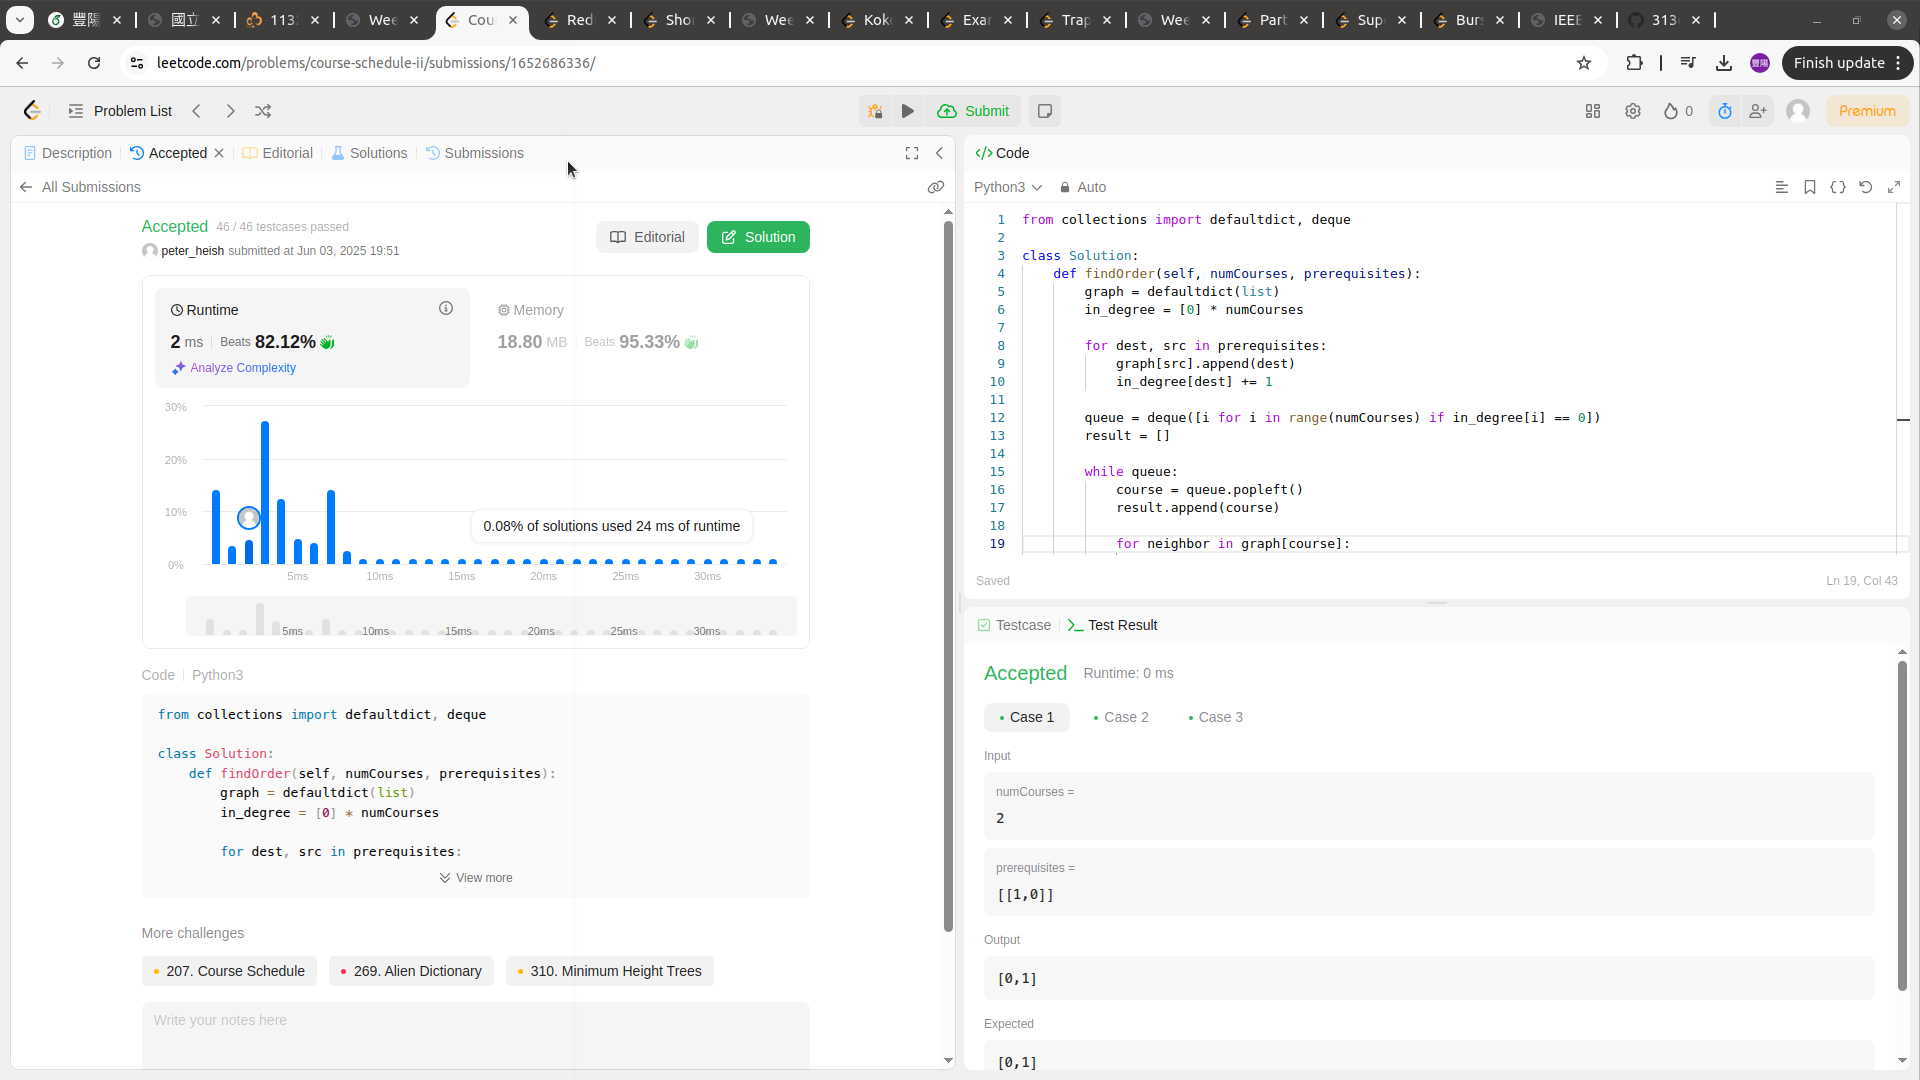 豐陽
國立
113
Wee
Cou
Red
Sho
Wee
Kok
Exa
Trap
Wee
Part
Sup
Bur
IEEE
313
leetcode.com/problems/course-schedule-ii/submissions/1652686336/
Finish update
Problem List
Submit
0
Premium
Description
Accepted
Editorial
Solutions
Submissions
All Submissions
Accepted 46 / 46 testcases passed
peter_heish submitted at Jun 03, 2025 19:51
Editorial
Solution
Runtime
2 ms Beats 82.12%
Analyze Complexity
Memory
18.80 MB Beats 95.33%
30%
20%
10%
0%
0.08% of solutions used 24 ms of runtime
5ms 10ms 15ms 20ms 25ms 30ms
5ms 10ms 15ms 20ms 25ms 30ms
Code Python3
from collections import defaultdict, deque
class Solution:
def findOrder(self, numCourses, prerequisites):
graph = defaultdict(list)
in_degree = [0] * numCourses
for dest, src in prerequisites:
View more
More challenges
207. Course Schedule
269. Alien Dictionary
310. Minimum Height Trees
Write your notes here
Code
Python3 Auto
1 from collections import defaultdict, deque
2
3 class Solution:
4 def findOrder(self, numCourses, prerequisites):
5 graph = defaultdict(list)
6 in_degree = [0] * numCourses
7
8 for dest, src in prerequisites:
9 graph[src].append(dest)
10 in_degree[dest] += 1
11
12 queue = deque([i for i in range(numCourses) if in_degree[i] == 0])
13 result = []
14
15 while queue:
16 course = queue.popleft()
17 result.append(course)
18
19 for neighbor in graph[course]:
Saved
Ln 19, Col 43
Testcase
Test Result
Accepted Runtime: 0 ms
Case 1
Case 2
Case 3
Input
numCourses =
2
prerequisites =
[[1,0]]
Output
[0,1]
Expected
[0,1]